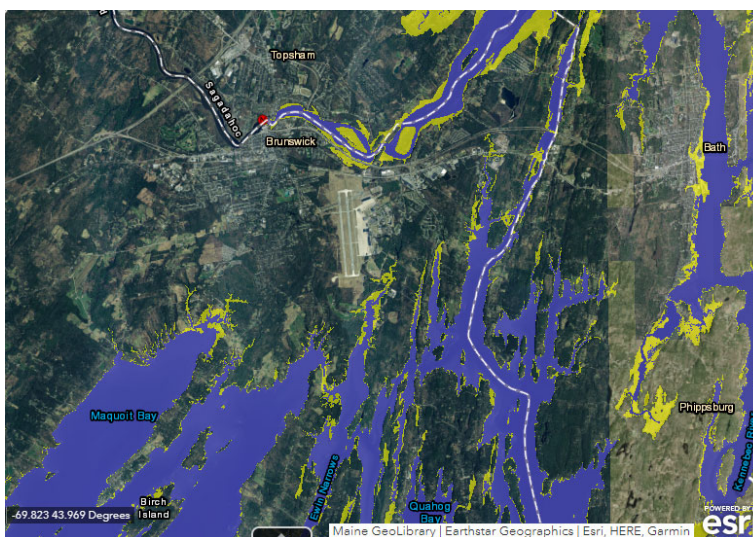 Topsham
Sagadahoc
Brunswick
Bath
Maquoit Bay
Phippsburg
Birch
Island
Ewin Narrows
Quahog
Bay
Kennebec
-69.823 43.969 Degrees
POWERED BY
esri
Maine GeoLibrary | Earthstar Geographics | Esri, HERE, Garmin